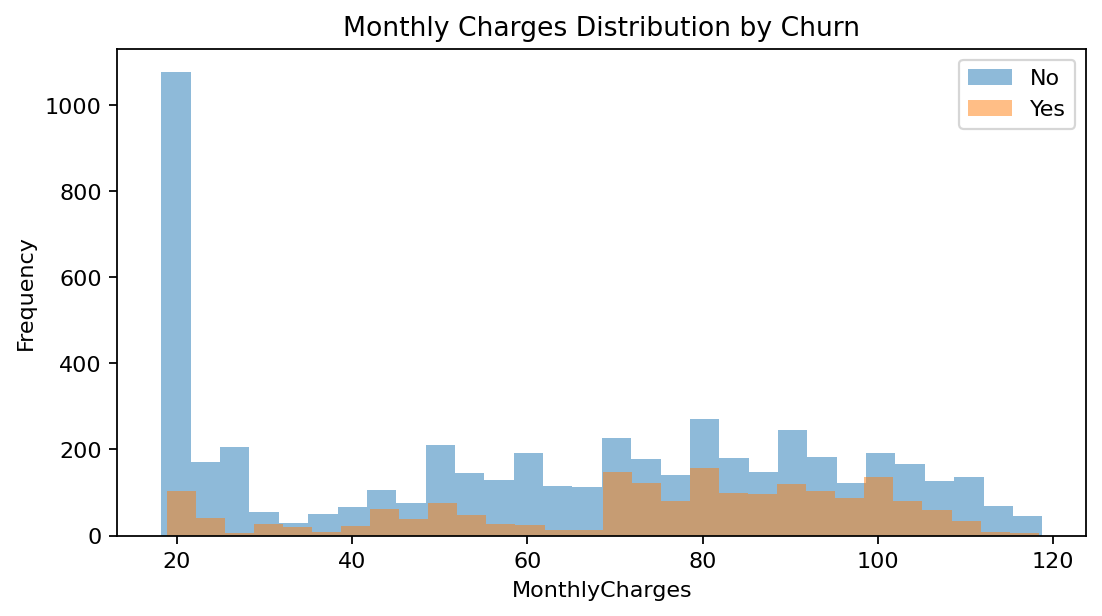 Monthly Charges Distribution by Churn
No
Yes
Frequency
1000
800
600
400
200
0
20 40 60 80 100 120
MonthlyCharges